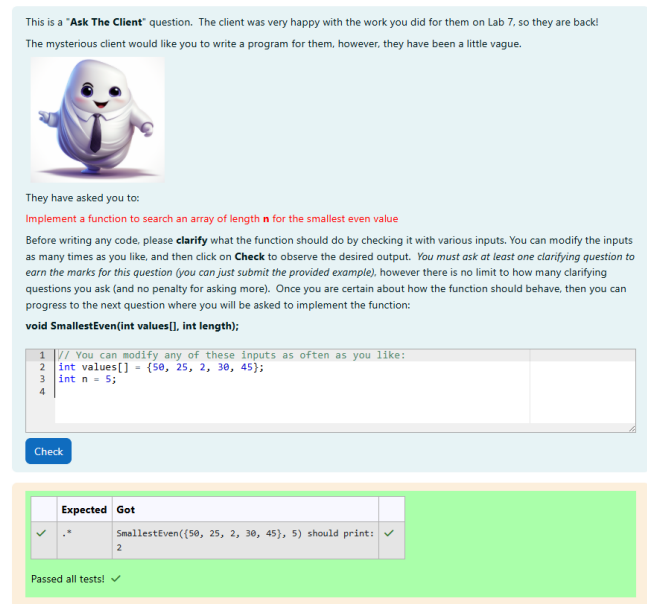 This is a "Ask The Client" question. The client was very happy with the work you did for them on Lab 7, so they are back!
The mysterious client would like you to write a program for them, however, they have been a little vague.
They have asked you to:
Implement a function to search an array of length n for the smallest even value
Before writing any code, please clarify what the function should do by checking it with various inputs. You can modify the inputs
as many times as you like, and then click on Check to observe the desired output. You must ask at least one clarifying question to
earn the marks for this question (you can just submit the provided example), however there is no limit to how many clarifying
questions you ask (and no penalty for asking more). Once you are certain about how the function should behave, then you can
progress to the next question where you will be asked to implement the function:
void SmallestEven(int values[], int length);
1 // You can modify any of these inputs as often as you like:
2 int values[] = {50, 25, 2, 30, 45};
3 int n = 5;
4
Check
Expected Got
.* SmallestEven({50, 25, 2, 30, 45}, 5) should print:
2
Passed all tests!